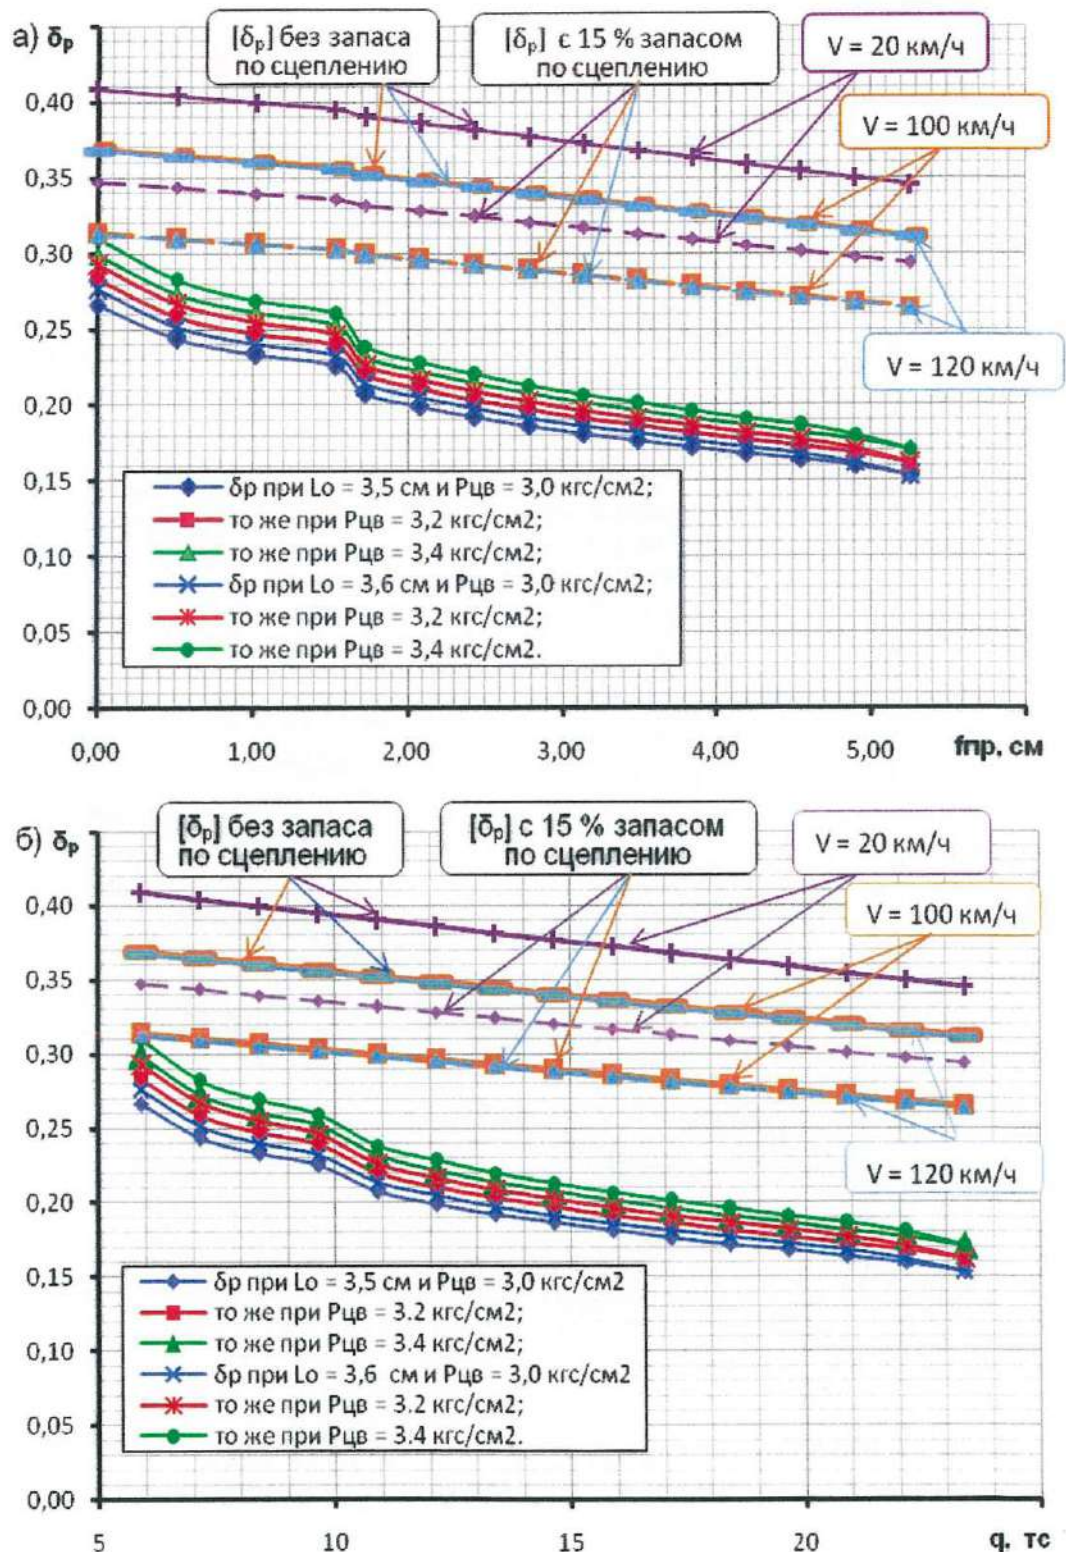 а) δр
[δр] без запаса
по сцеплению
[δр] с 15 % запасом
по сцеплению
V = 20 км/ч
V = 100 км/ч
V = 120 км/ч
0,40
0,35
0,30
0,25
0,20
0,15
0,10
0,05
0,00
δр при Lo = 3,5 см и Рцв = 3,0 кгс/см2;
то же при Рцв = 3,2 кгс/см2;
то же при Рцв = 3,4 кгс/см2;
δр при Lo = 3,6 см и Рцв = 3,0 кгс/см2;
то же при Рцв = 3,2 кгс/см2;
то же при Рцв = 3,4 кгс/см2.
0,00 1,00 2,00 3,00 4,00 5,00 fпр. см
б) δр
[δр] без запаса
по сцеплению
[δр] с 15 % запасом
по сцеплению
V = 20 км/ч
V = 100 км/ч
V = 120 км/ч
0,40
0,35
0,30
0,25
0,20
0,15
0,10
0,05
0,00
δр при Lo = 3,5 см и Рцв = 3,0 кгс/см2
то же при Рцв = 3.2 кгс/см2;
то же при Рцв = 3.4 кгс/см2;
δр при Lo = 3,6 см и Рцв = 3,0 кгс/см2
то же при Рцв = 3.2 кгс/см2;
то же при Рцв = 3.4 кгс/см2.
5 10 15 20 q. тс